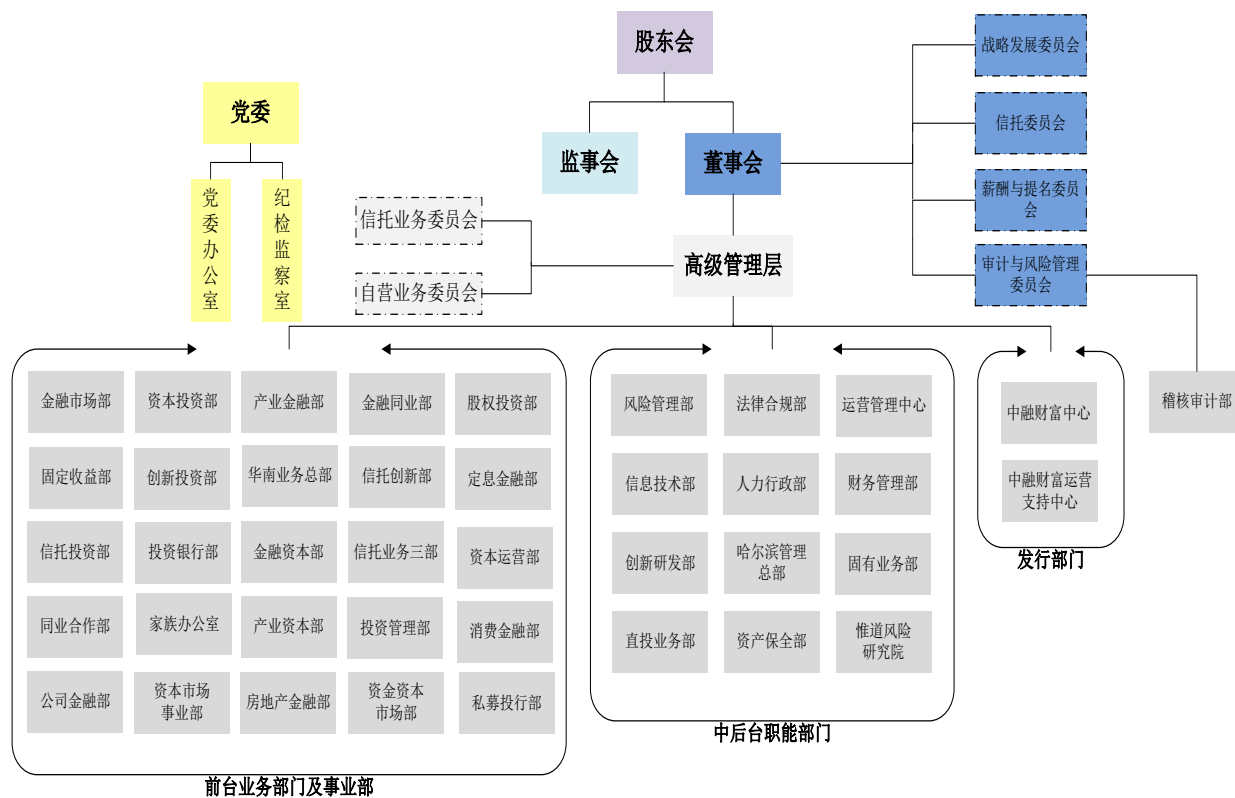 股东会
战略发展委员会
党委
信托委员会
监事会
董事会
薪酬与提名委员
会
党委办公室
纪检监察室
信托业务委员会
高级管理层
审计与风险管理
委员会
自营业务委员会
金融市场部
资本投资部
产业金融部
金融同业部
股权投资部
固定收益部
创新投资部
华南业务总部
信托创新部
定息金融部
信托投资部
投资银行部
金融资本部
信托业务三部
资本运营部
同业合作部
家族办公室
产业资本部
投资管理部
消费金融部
公司金融部
资本市场
事业部
房地产金融部
资金资本
市场部
私募投行部
前台业务部门及事业部
风险管理部
法律合规部
运营管理中心
信息技术部
人力行政部
财务管理部
创新研发部
哈尔滨管理
总部
固有业务部
直投业务部
资产保全部
惟道风险
研究院
中后台职能部门
中融财富中心
中融财富运营
支持中心
发行部门
稽核审计部